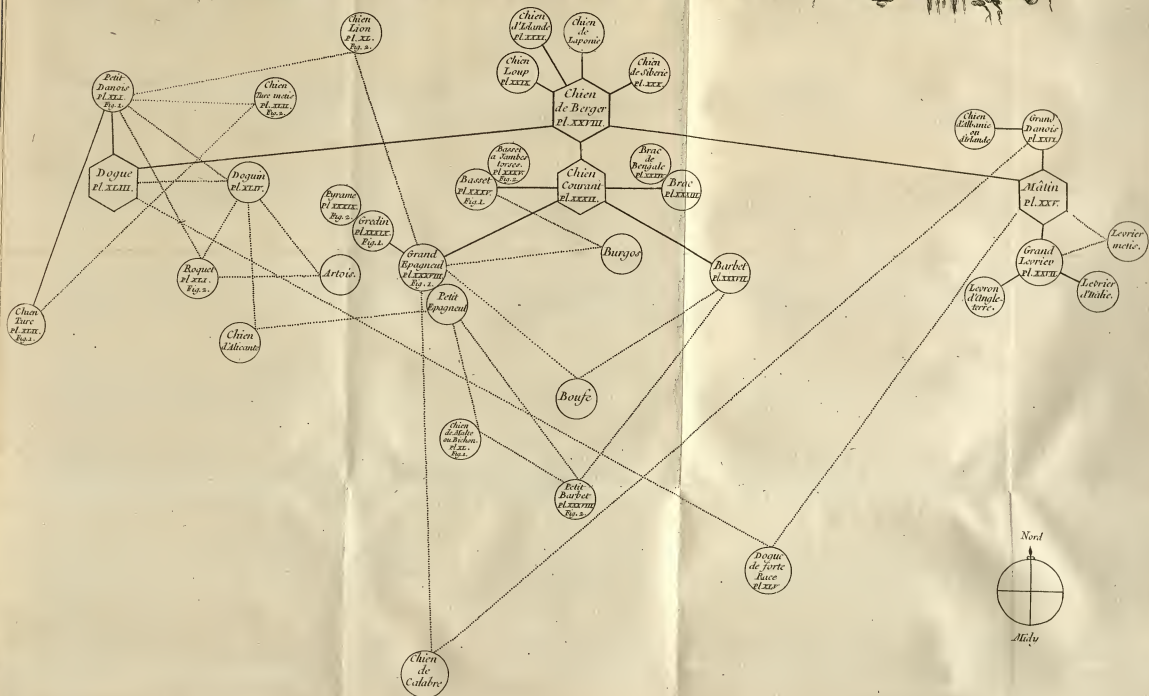 Chien
Lion
Pl. XL.
Fig. 2.
Chien
d'Islande
Pl. XXXI.
Chien
de
Laponie
Chien
Loup
Pl. XXIX.
Chien
de Siberie
Pl. XXX.
Chien
de Berger
Pl. XXVIII.
Petit
Danois
Pl. XLI.
Fig. 1.
Chien
Turc metis
Pl. XLII.
Fig. 2.
Chien
d'Albanie
ou
d'Irlande
Grand
Danois
Pl. XXVI.
Dogue
Pl. XLIII.
Doguin
Pl. XLIV.
Basset
a Jambes
torses.
Pl. XXXV.
Fig. 2.
Basset
Pl. XXXV.
Fig. 1.
Chien
Courant
Pl. XXXII.
Brac
de
Bengale
Pl. XXXIV.
Brac
Pl. XXXIII.
Mâtin
Pl. XXV.
Pyrame
Pl. XXXIX.
Fig. 2.
Gredin
Pl. XXXIX.
Fig. 1.
Grand
Epagneul
Pl. XXXVIII.
Fig. 1.
Petit
Epagneul
Burgos
Barbet
Pl. XXXVII.
Grand
Levrier
Pl. XXVII.
Levrier
metis.
Levron
d'Angle-
terre.
Levrier
d'Italie.
Roquet
Pl. XLI.
Fig. 2.
Artois.
Chien
Turc
Pl. XLII.
Fig. 1.
Chien
d'Alicante
Boufe
Chien
de Malte
ou Bichon.
Pl. XL.
Fig. 1.
Petit
Barbet
Pl. XXXVIII
Fig. 2.
Dogue
de forte
Race
Pl. XLV.
Chien
de
Calabre
Nord
Midy